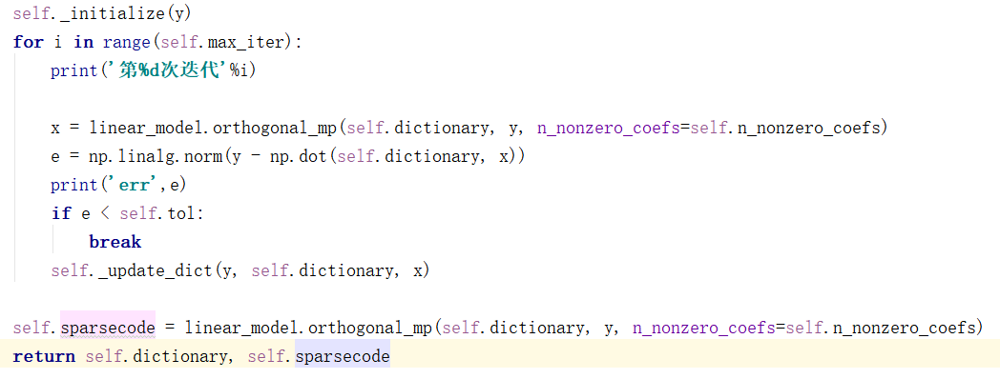 self._initialize(y)
for i in range(self.max_iter):
    print('第%d次迭代'%i)
    x = linear_model.orthogonal_mp(self.dictionary, y, n_nonzero_coefs=self.n_nonzero_coefs)
    e = np.linalg.norm(y - np.dot(self.dictionary, x))
    print('err',e)
    if e < self.tol:
        break
    self._update_dict(y, self.dictionary, x)
self.sparsecode = linear_model.orthogonal_mp(self.dictionary, y, n_nonzero_coefs=self.n_nonzero_coefs)
return self.dictionary, self.sparsecode